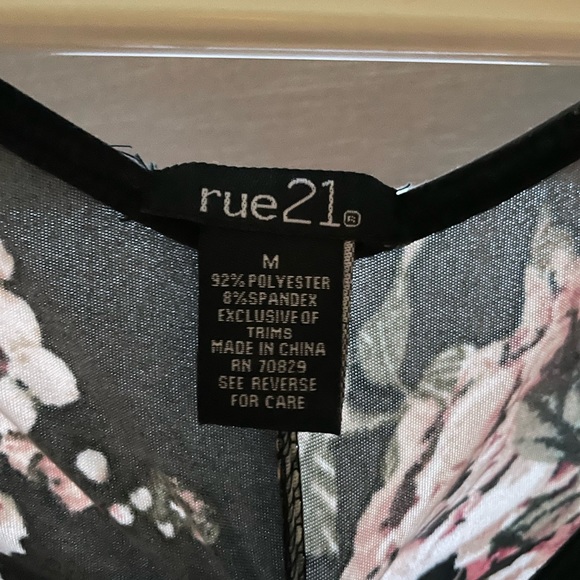 rue21®
M
92% POLYESTER
8% SPANDEX
EXCLUSIVE OF
TRIMS
MADE IN CHINA
RN 70829
SEE REVERSE
FOR CARE